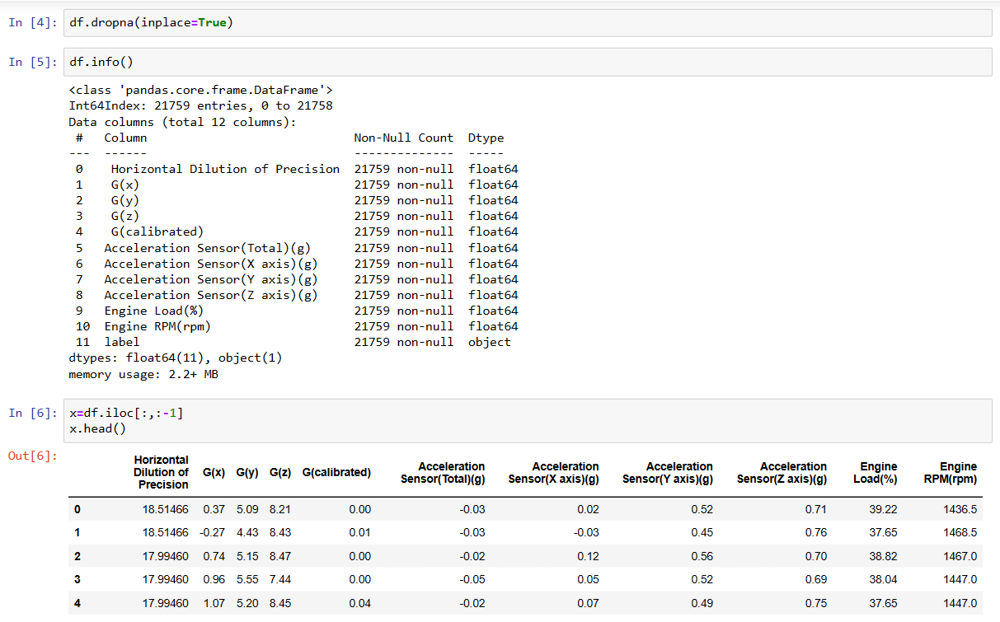 In [4]: df.dropna(inplace=True)
In [5]: df.info()
<class 'pandas.core.frame.DataFrame'>
Int64Index: 21759 entries, 0 to 21758
Data columns (total 12 columns):
 #   Column                             Non-Null Count  Dtype
---  ------                             --------------  -----
 0    Horizontal Dilution of Precision  21759 non-null  float64
 1    G(x)                              21759 non-null  float64
 2    G(y)                              21759 non-null  float64
 3    G(z)                              21759 non-null  float64
 4    G(calibrated)                     21759 non-null  float64
 5   Acceleration Sensor(Total)(g)      21759 non-null  float64
 6   Acceleration Sensor(X axis)(g)     21759 non-null  float64
 7   Acceleration Sensor(Y axis)(g)     21759 non-null  float64
 8   Acceleration Sensor(Z axis)(g)     21759 non-null  float64
 9   Engine Load(%)                     21759 non-null  float64
 10  Engine RPM(rpm)                    21759 non-null  float64
 11  label                              21759 non-null  object
dtypes: float64(11), object(1)
memory usage: 2.2+ MB
In [6]: x=df.iloc[:,:-1]
x.head()
Out[6]:
Horizontal Dilution of Precision G(x) G(y) G(z) G(calibrated) Acceleration Sensor(Total)(g) Acceleration Sensor(X axis)(g) Acceleration Sensor(Y axis)(g) Acceleration Sensor(Z axis)(g) Engine Load(%) Engine RPM(rpm)
0 18.51466 0.37 5.09 8.21 0.00 -0.03 0.02 0.52 0.71 39.22 1436.5
1 18.51466 -0.27 4.43 8.43 0.01 -0.03 -0.03 0.45 0.76 37.65 1468.5
2 17.99460 0.74 5.15 8.47 0.00 -0.02 0.12 0.56 0.70 38.82 1467.0
3 17.99460 0.96 5.55 7.44 0.00 -0.05 0.05 0.52 0.69 38.04 1447.0
4 17.99460 1.07 5.20 8.45 0.04 -0.02 0.07 0.49 0.75 37.65 1447.0